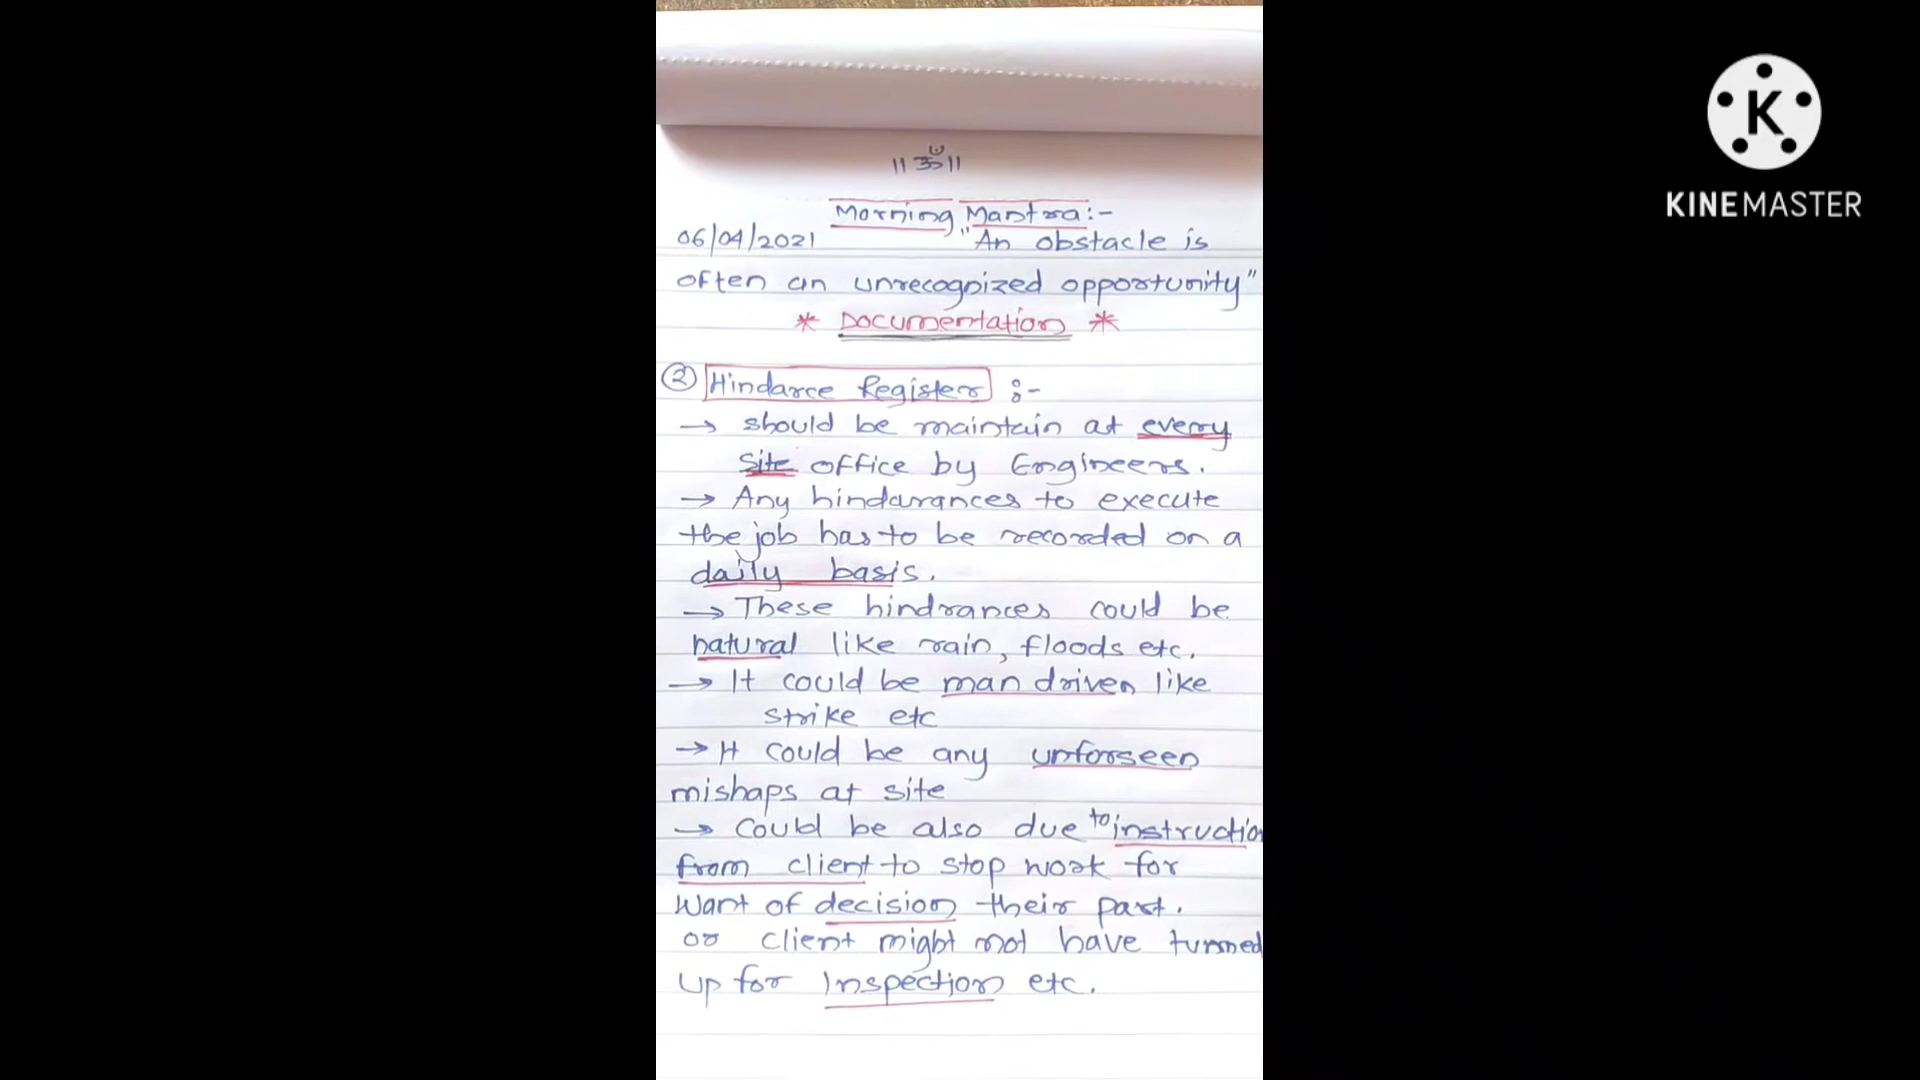 ॥ ॐ ॥
Morning Mantra:-
06/04/2021 "An obstacle is
often an unrecognized opportunity"
* Documentation *
② Hindarce Register :-
→ should be maintain at every
site office by Engineers.
→ Any hindarances to execute
the job has to be recorded on a
daily basis.
→ These hindrances could be
natural like rain, floods etc.
→ It could be man driven like
strike etc
→ It could be any unforseen
mishaps at site
→ Could be also due to instructio
from client to stop work for
want of decision their part.
or client might not have turned
up for Inspection etc.
K
KINEMASTER